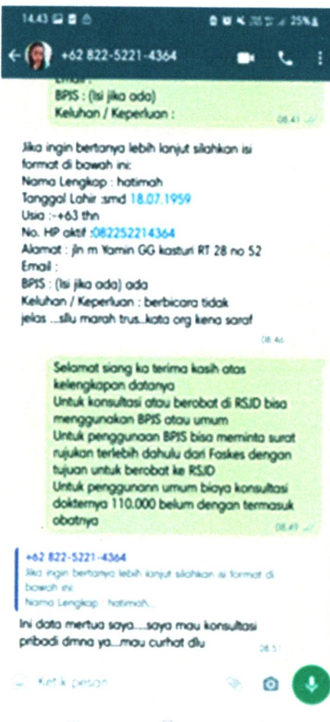 14.43
25%
+62 822-5221-4364
Email :
BPJS : (Isi jika ada)
Keluhan / Keperluan :
08.41
Jika ingin bertanya lebih lanjut silahkan isi
format di bawah ini:
Nama Lengkap : hatimah
Tanggal Lahir :smd 18.07.1959
Usia :-+63 thn
No. HP aktif :082252214364
Alamat : jln m Yamin GG kasturi RT 28 no 52
Email :
BPJS : (Isi jika ada) ada
Keluhan / Keperluan : berbicara tidak
jelas ...sllu marah trus..kata org kena saraf
08.46
Selamat siang ka terima kasih atas
kelengkapan datanya
Untuk konsultasi atau berobat di RSJD bisa
menggunakan BPJS atau umum
Untuk penggunaan BPJS bisa meminta surat
rujukan terlebih dahulu dari Faskes dengan
tujuan untuk berobat ke RSJD
Untuk penggunann umum biaya konsultasi
dokternya 110.000 belum dengan termasuk
obatnya
08.49
+62 822-5221-4364
Jika ingin bertanya lebih lanjut silahkan isi format di
bawah ini:
Nama Lengkap : hatimah...
Ini data mertua saya....saya mau konsultasi
pribadi dmna ya...mau curhat dlu
08.51
Ketik pesan